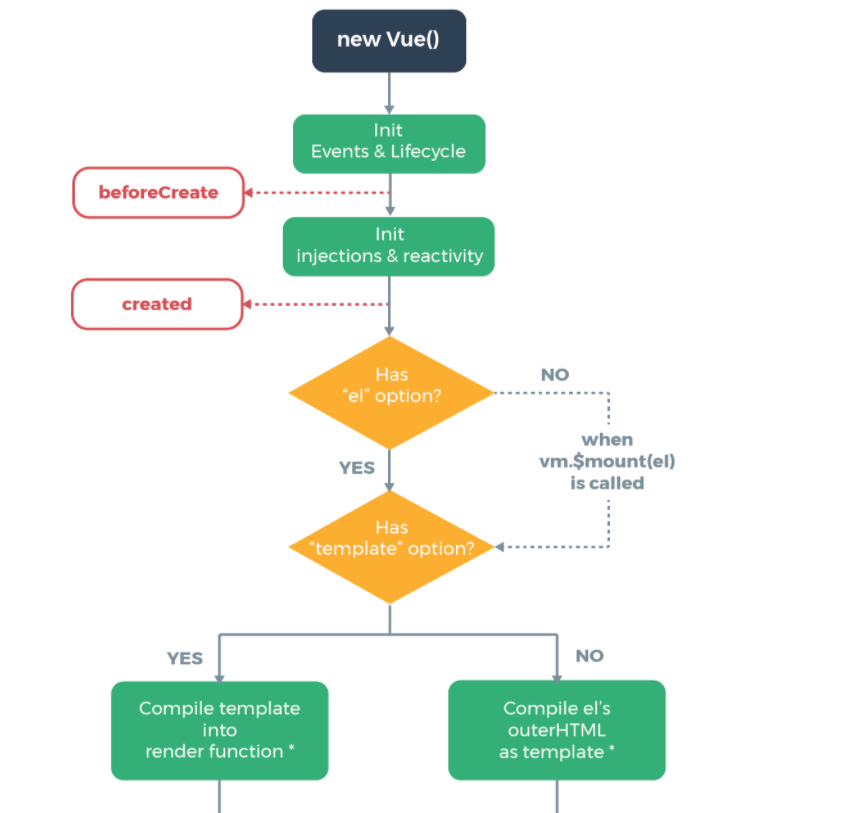 new Vue()
Init
Events & Lifecycle
beforeCreate
Init
injections & reactivity
created
Has
“el” option?
NO
when
vm.$mount(el)
is called
YES
Has
“template” option?
YES
NO
Compile template
into
render function *
Compile el’s
outerHTML
as template *